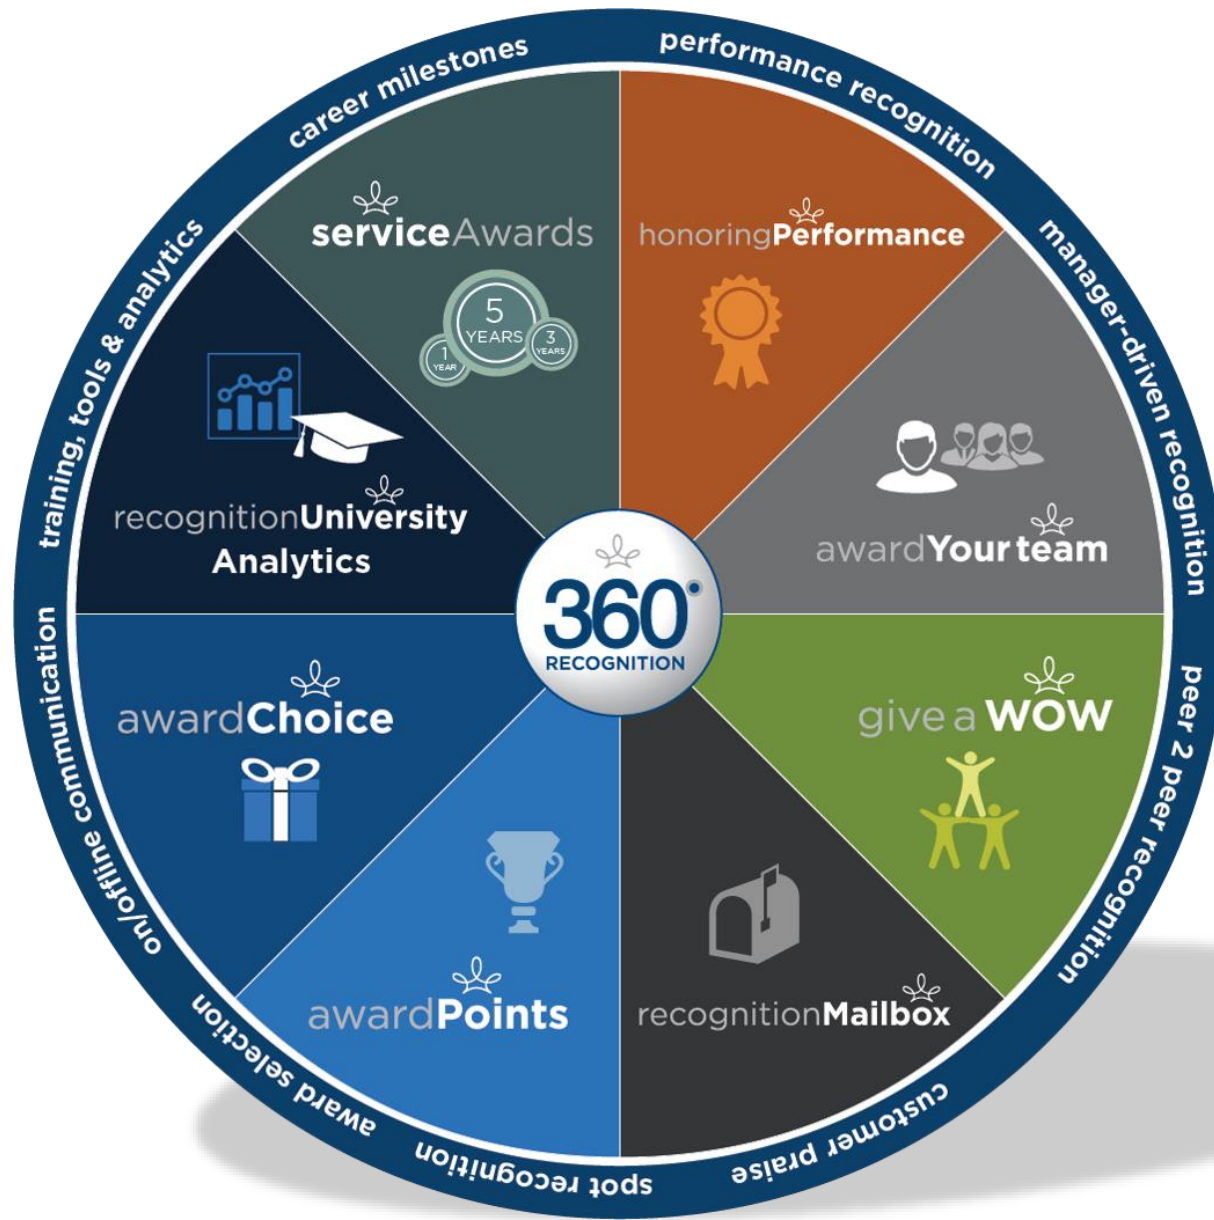 career milestones
performance recognition
manager-driven recognition
peer 2 peer recognition
customer praise
spot recognition
award selection
on/offline communication
training, tools & analytics
serviceAwards
5
YEARS
1
YEAR
3
YEARS
honoringPerformance
awardYourteam
give a WOW
recognitionMailbox
awardPoints
awardChoice
recognitionUniversity
Analytics
360°
RECOGNITION